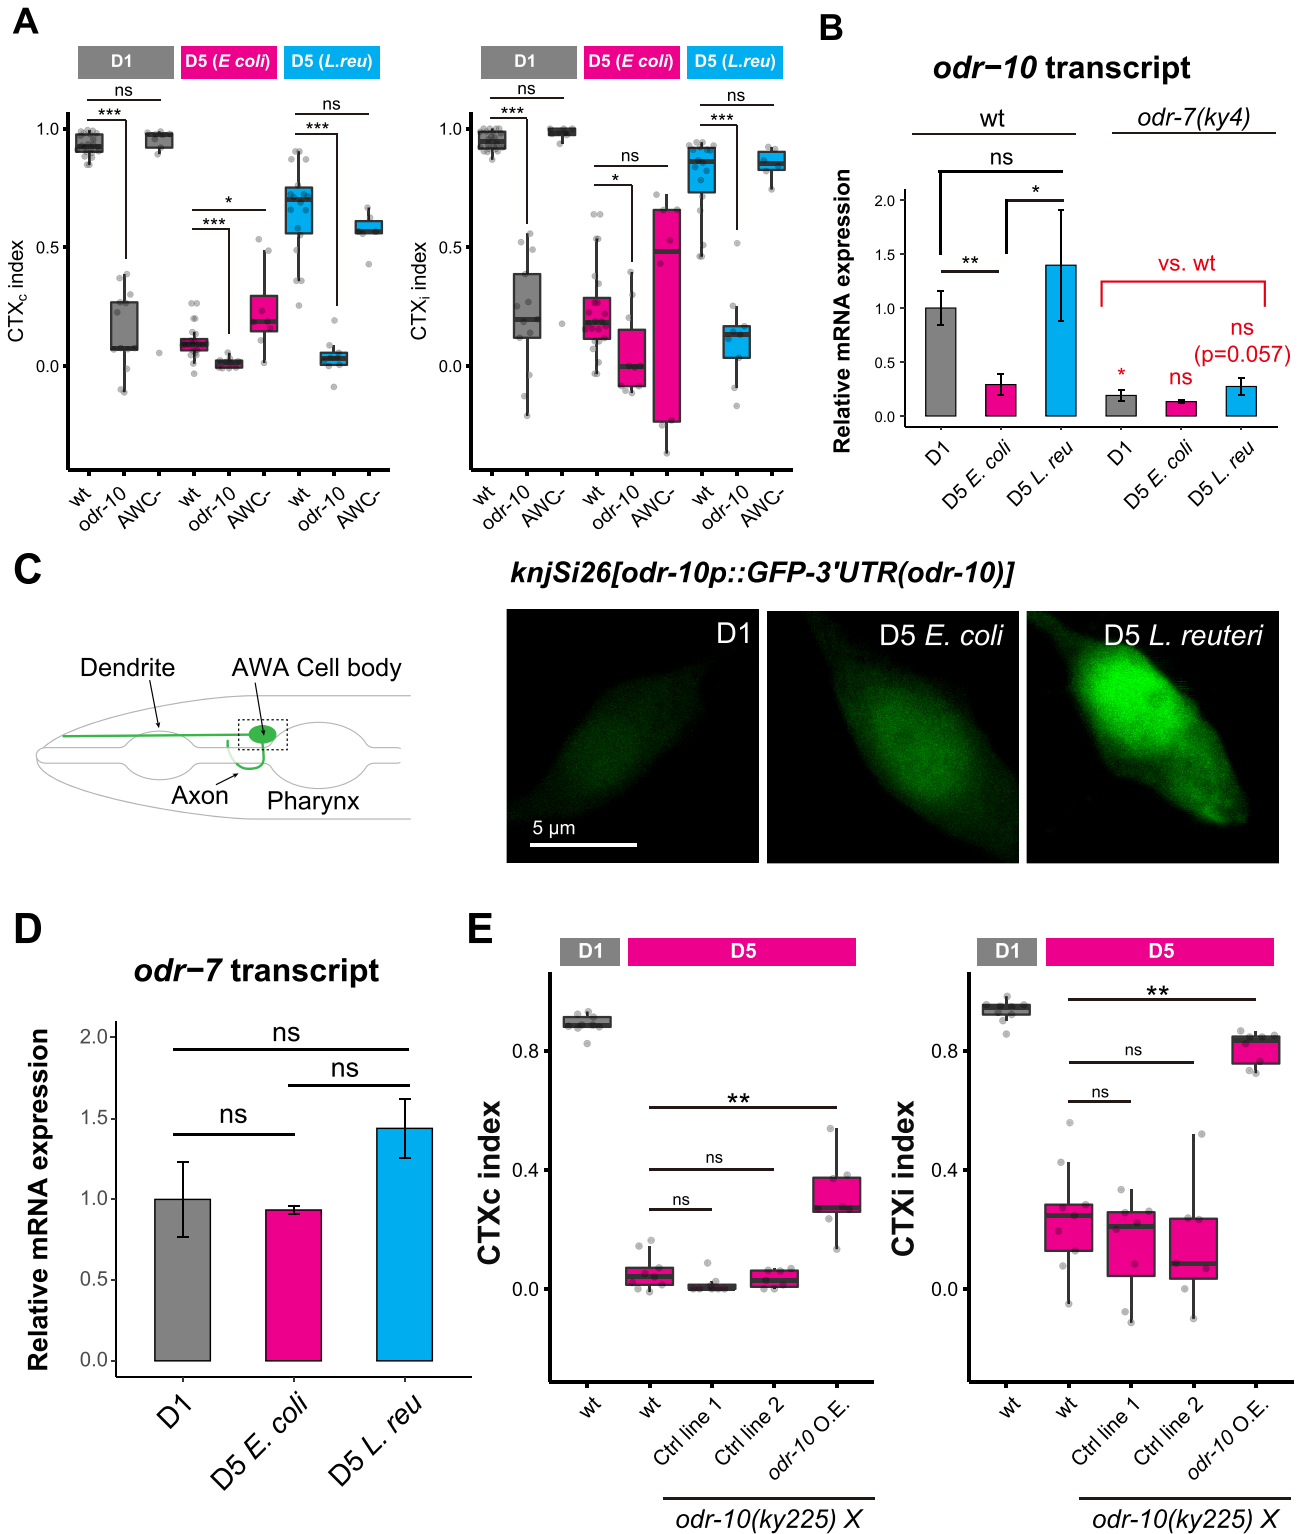 A
D1
D5 (E coli)
D5 (L.reu)
ns
***
*
***
ns
***
1.0
0.5
0.0
CTXc index
wt
odr-10
AWC-
wt
odr-10
AWC-
wt
odr-10
AWC-
D1
D5 (E coli)
D5 (L.reu)
ns
***
ns
*
ns
***
1.0
0.5
0.0
CTXi index
wt
odr-10
AWC-
wt
odr-10
AWC-
wt
odr-10
AWC-
B
odr−10 transcript
wt
odr-7(ky4)
ns
*
**
vs. wt
*
ns
ns
(p=0.057)
Relative mRNA expression
2.0
1.5
1.0
0.5
0.0
D1
D5 E. coli
D5 L. reu
D1
D5 E. coli
D5 L. reu
C
Dendrite
AWA Cell body
Axon
Pharynx
knjSi26[odr-10p::GFP-3'UTR(odr-10)]
D1
D5 E. coli
D5 L. reuteri
5 µm
D
odr−7 transcript
ns
ns
ns
Relative mRNA expression
2.0
1.5
1.0
0.5
0.0
D1
D5 E. coli
D5 L. reu
E
D1
D5
**
ns
ns
CTXc index
0.8
0.4
0.0
wt
wt
Ctrl line 1
Ctrl line 2
odr-10 O.E.
odr-10(ky225) X
D1
D5
**
ns
ns
CTXi index
0.8
0.4
0.0
wt
wt
Ctrl line 1
Ctrl line 2
odr-10 O.E.
odr-10(ky225) X